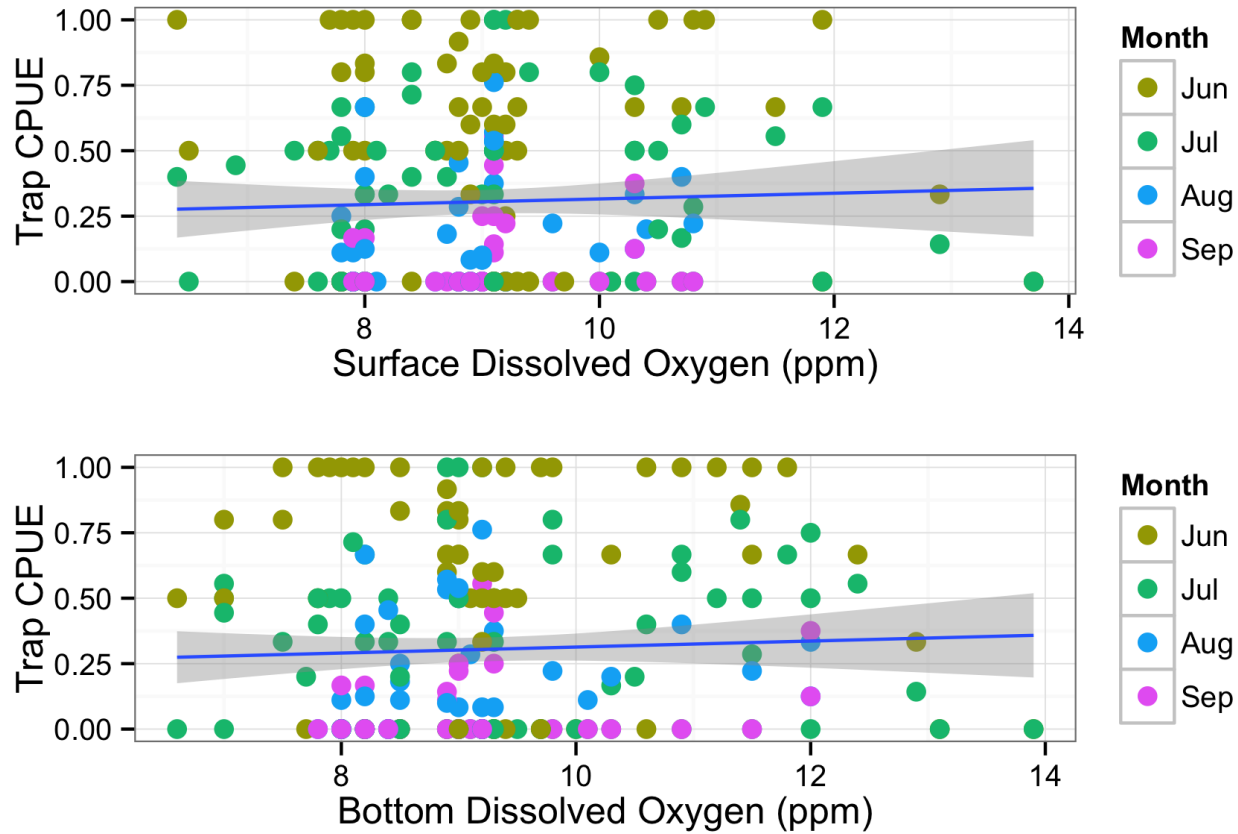 1.00
0.75
0.50
0.25
0.00
Trap CPUE
8 10 12 14
Surface Dissolved Oxygen (ppm)
Month
Jun
Jul
Aug
Sep
1.00
0.75
0.50
0.25
0.00
Trap CPUE
8 10 12 14
Bottom Dissolved Oxygen (ppm)
Month
Jun
Jul
Aug
Sep